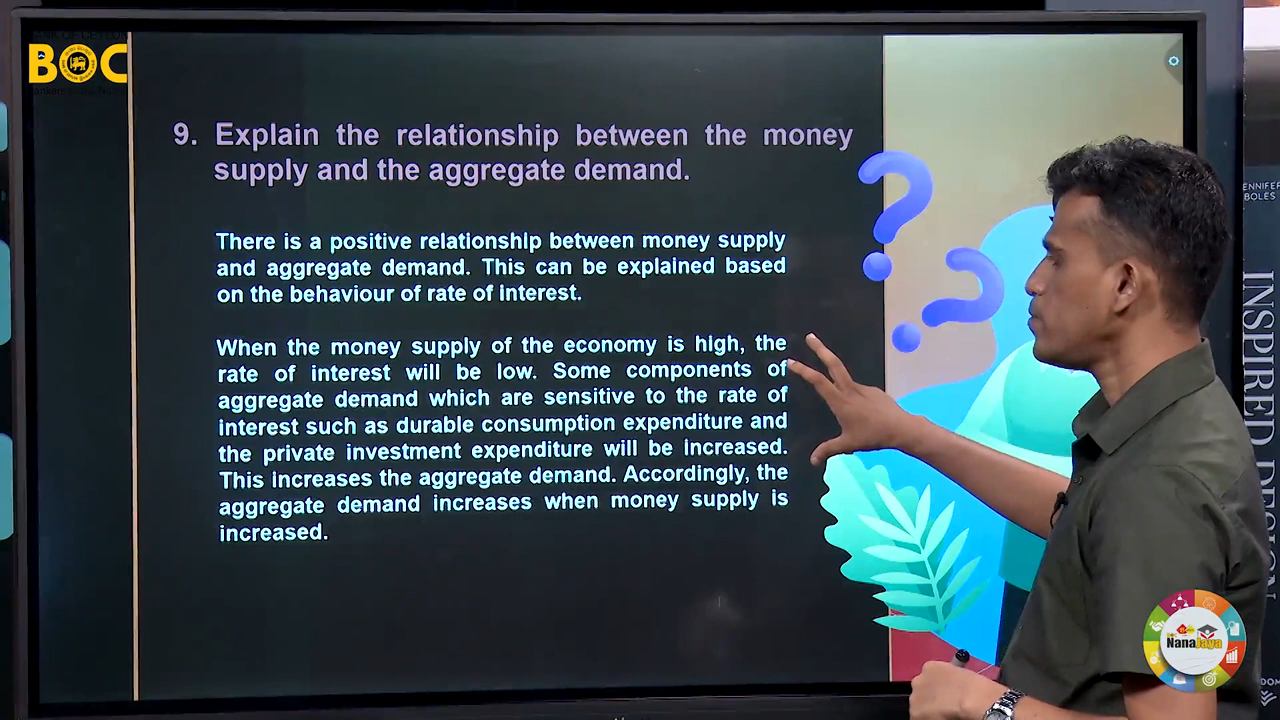 BANK OF CEYLON
BOC
9. Explain the relationship between the money
supply and the aggregate demand.
There is a positive relationship between money supply
and aggregate demand. This can be explained based
on the behaviour of rate of interest.
When the money supply of the economy is high, the
rate of interest will be low. Some components of
aggregate demand which are sensitive to the rate of
interest such as durable consumption expenditure and
the private investment expenditure will be increased.
This increases the aggregate demand. Accordingly, the
aggregate demand increases when money supply is
increased.
ENNIFER
BOLES
INSPIRED DESIGN
NanaJaya